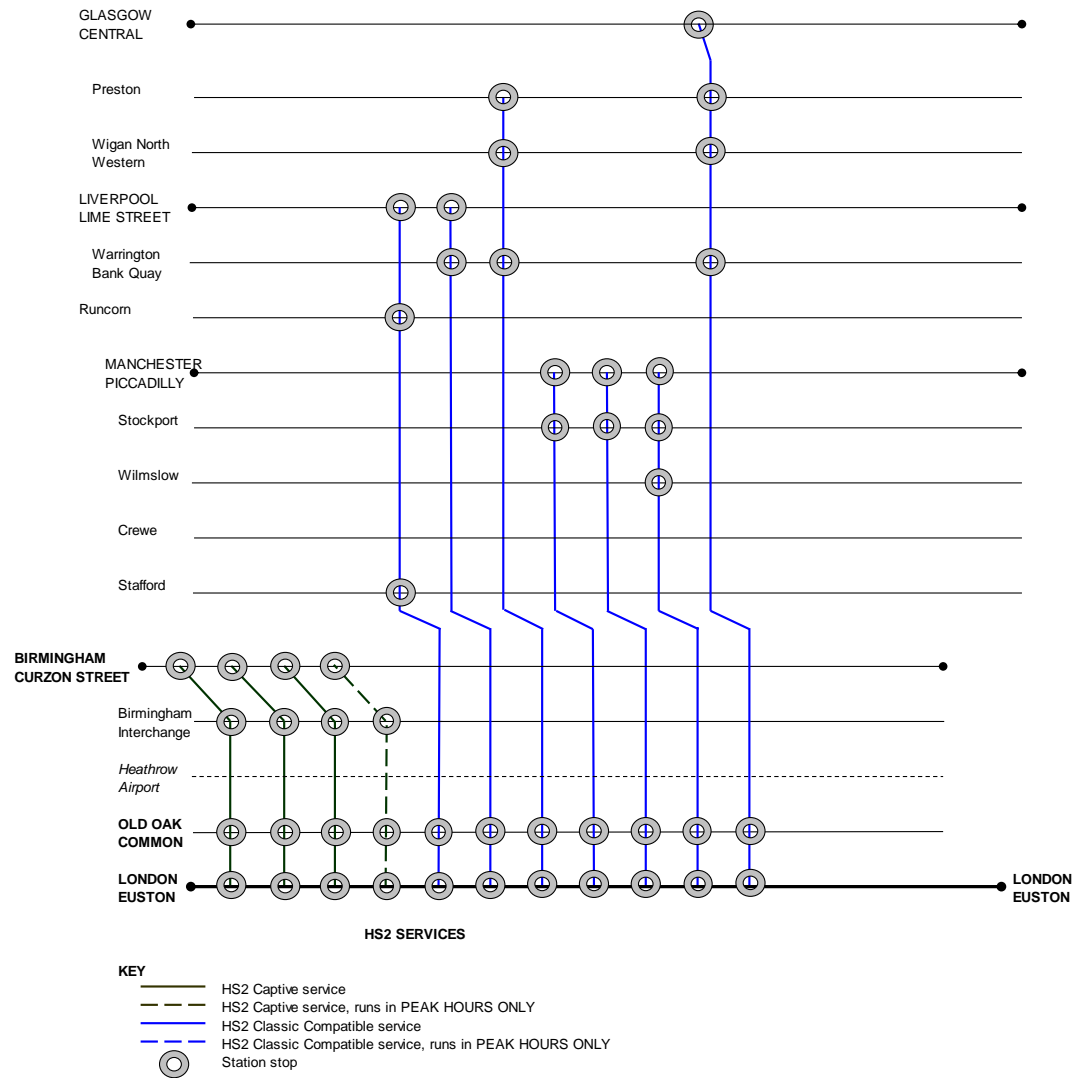 GLASGOW
CENTRAL
Preston
Wigan North
Western
LIVERPOOL
LIME STREET
Warrington
Bank Quay
Runcorn
MANCHESTER
PICCADILLY
Stockport
Wilmslow
Crewe
Stafford
BIRMINGHAM
CURZON STREET
Birmingham
Interchange
Heathrow
Airport
OLD OAK
COMMON
LONDON
EUSTON
LONDON
EUSTON
HS2 SERVICES
KEY
HS2 Captive service
HS2 Captive service, runs in PEAK HOURS ONLY
HS2 Classic Compatible service
HS2 Classic Compatible service, runs in PEAK HOURS ONLY
Station stop